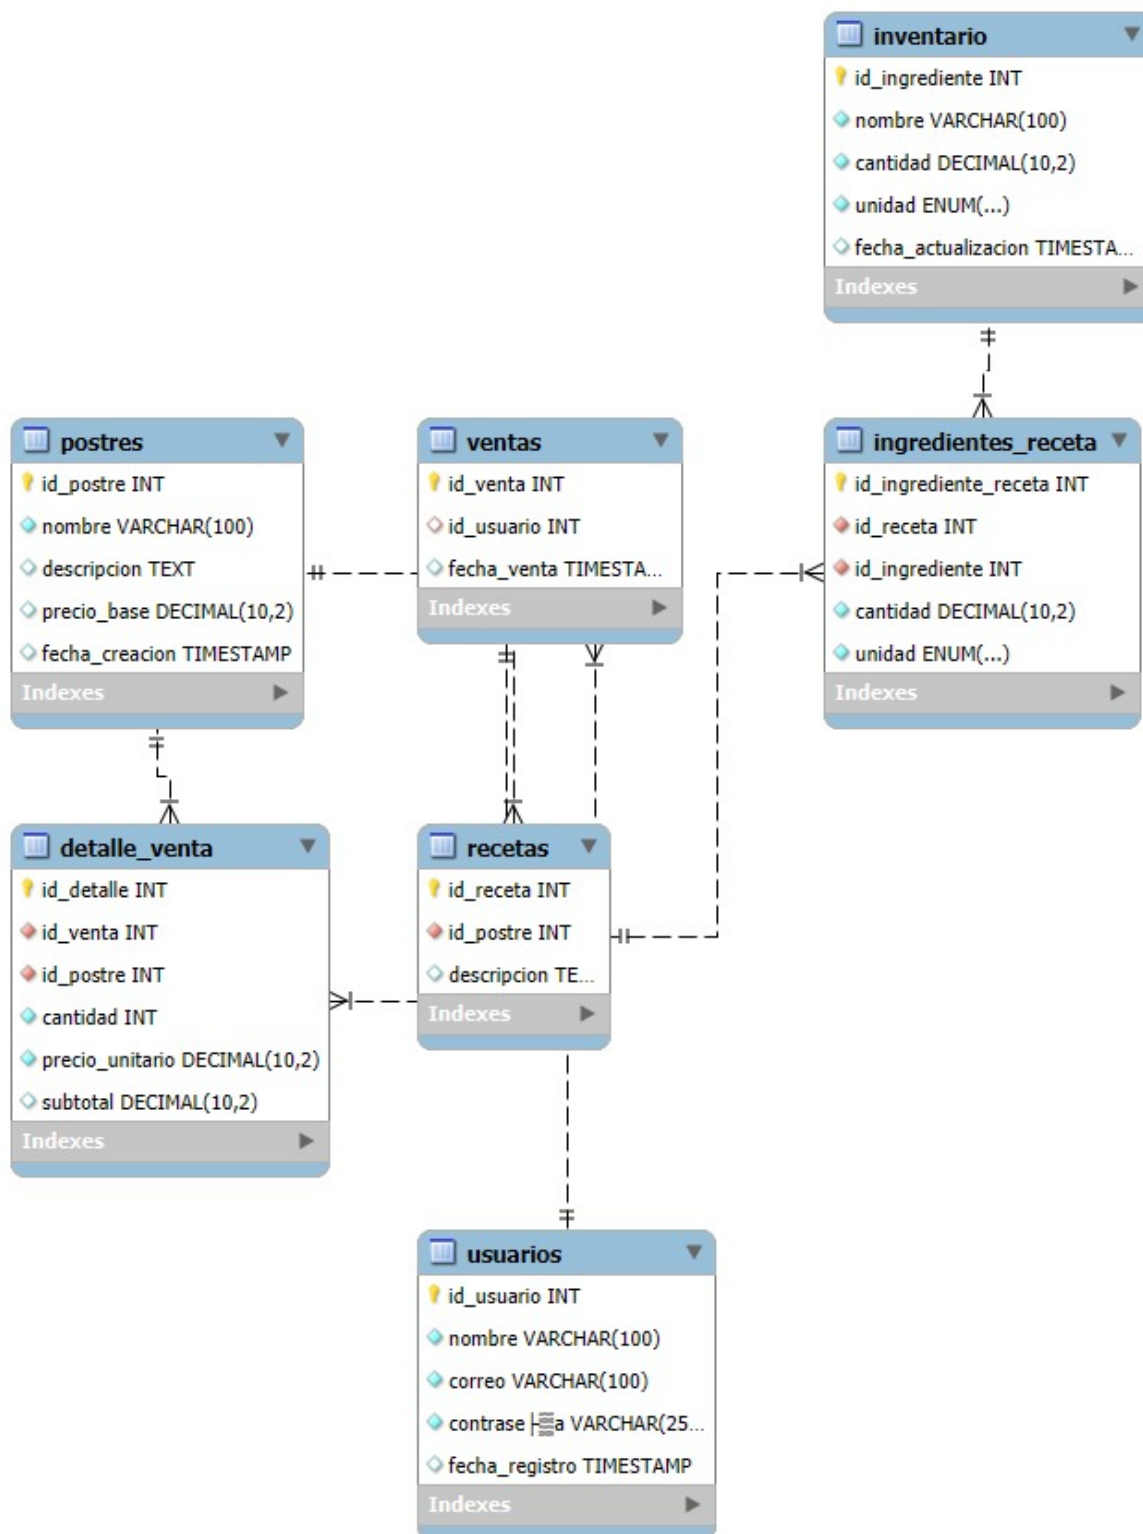 inventario
id_ingrediente INT
nombre VARCHAR(100)
cantidad DECIMAL(10,2)
unidad ENUM(...)
fecha_actualizacion TIMESTA...
Indexes
postres
id_postre INT
nombre VARCHAR(100)
descripcion TEXT
precio_base DECIMAL(10,2)
fecha_creacion TIMESTAMP
Indexes
ventas
id_venta INT
id_usuario INT
fecha_venta TIMESTA...
Indexes
ingredientes_receta
id_ingrediente_receta INT
id_receta INT
id_ingrediente INT
cantidad DECIMAL(10,2)
unidad ENUM(...)
Indexes
detalle_venta
id_detalle INT
id_venta INT
id_postre INT
cantidad INT
precio_unitario DECIMAL(10,2)
subtotal DECIMAL(10,2)
Indexes
recetas
id_receta INT
id_postre INT
descripcion TE...
Indexes
usuarios
id_usuario INT
nombre VARCHAR(100)
correo VARCHAR(100)
VARCHAR(25...
fecha_registro TIMESTAMP
Indexes